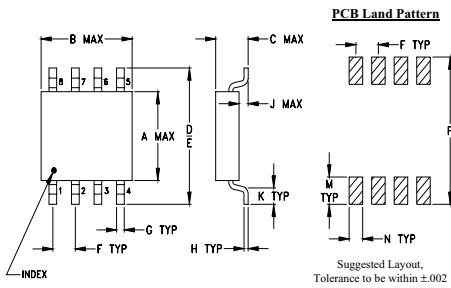 PCB Land Pattern
B MAX
C MAX
F TYP
8 7 6 5
J MAX
A MAX
D
E
K TYP
M
TYP
1 2 3 4
G TYP
F TYP
H TYP
N TYP
INDEX
Suggested Layout,
Tolerance to be within ±.002